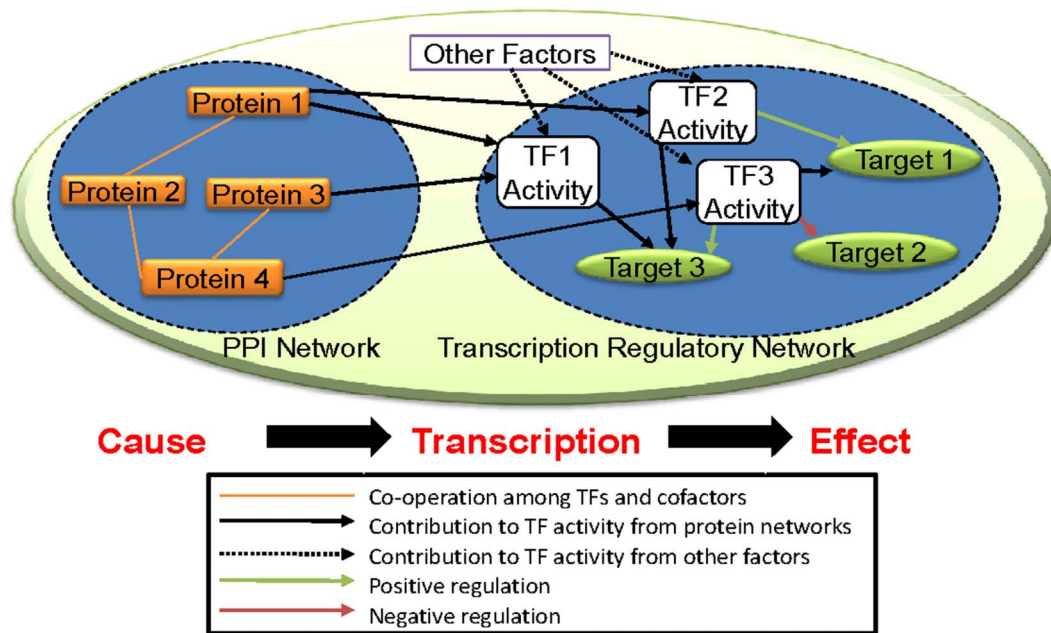 Other Factors
Protein 1
TF2
Activity
TF1
Activity
Target 1
Protein 2
Protein 3
TF3
Activity
Target 2
Protein 4
Target 3
PPI Network
Transcription Regulatory Network
Cause
Transcription
Effect
Co-operation among TFs and cofactors
Contribution to TF activity from protein networks
Contribution to TF activity from other factors
Positive regulation
Negative regulation